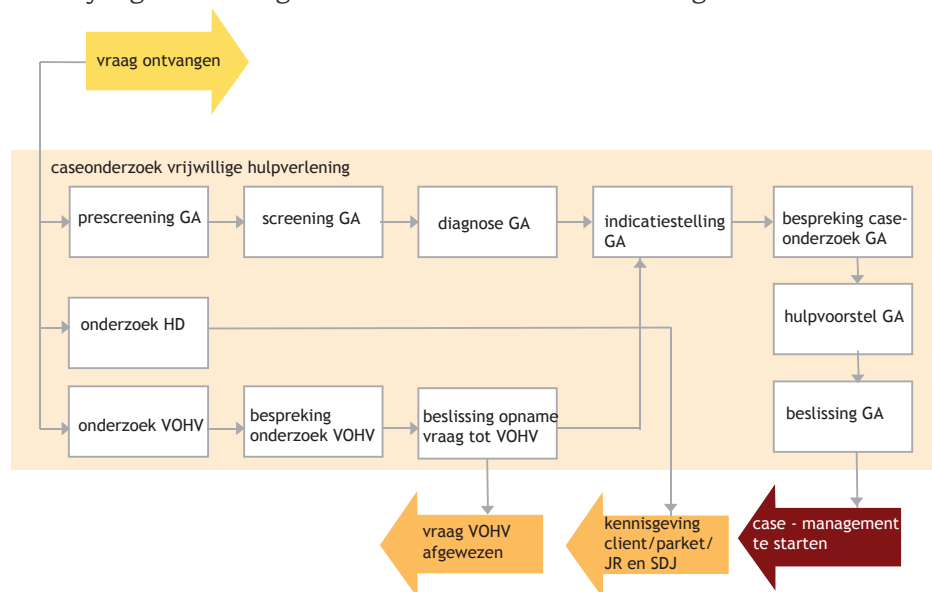 vraag ontvangen
caseonderzoek vrijwillige hulpverlening
prescreening GA
screening GA
diagnose GA
indicatiestelling
GA
bespreking case-
onderzoek GA
hulpvoorstel GA
onderzoek HD
onderzoek VOHV
bespreking
onderzoek VOHV
beslissing opname
vraag tot VOHV
beslissing GA
vraag VOHV
afgewezen
kennisgeving
client/parket/
JR en SDJ
case - management
te starten